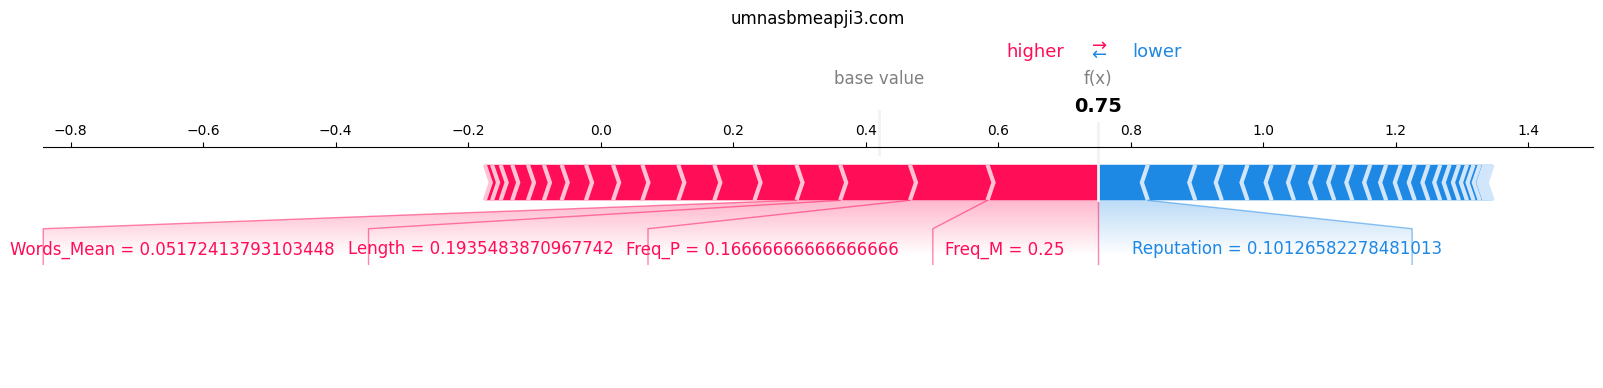 umnasbmeapji3.com
higher → ← lower
base value f(x)
0.75
−0.8 −0.6 −0.4 −0.2 0.0 0.2 0.4 0.6 0.8 1.0 1.2 1.4
Words_Mean = 0.05172413793103448 Length = 0.1935483870967742 Freq_P = 0.16666666666666666 Freq_M = 0.25 Reputation = 0.10126582278481013